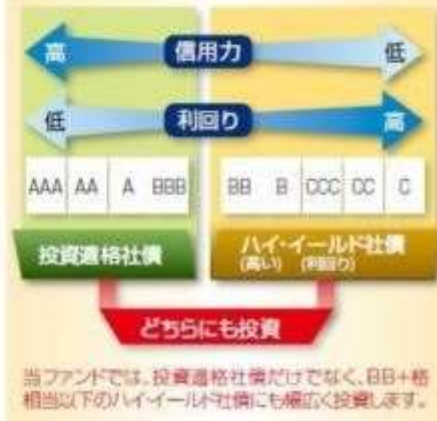 高 信用力 低
低 利回り 高
AAA AA A BBB BB B CCC CC C
投資適格社債 ハイ・イールド社債
(高い) (利回り)
どちらにも投資
当ファンドでは、投資適格社債だけでなく、BB+格
相当以下のハイ・イールド社債にも幅広く投資します。